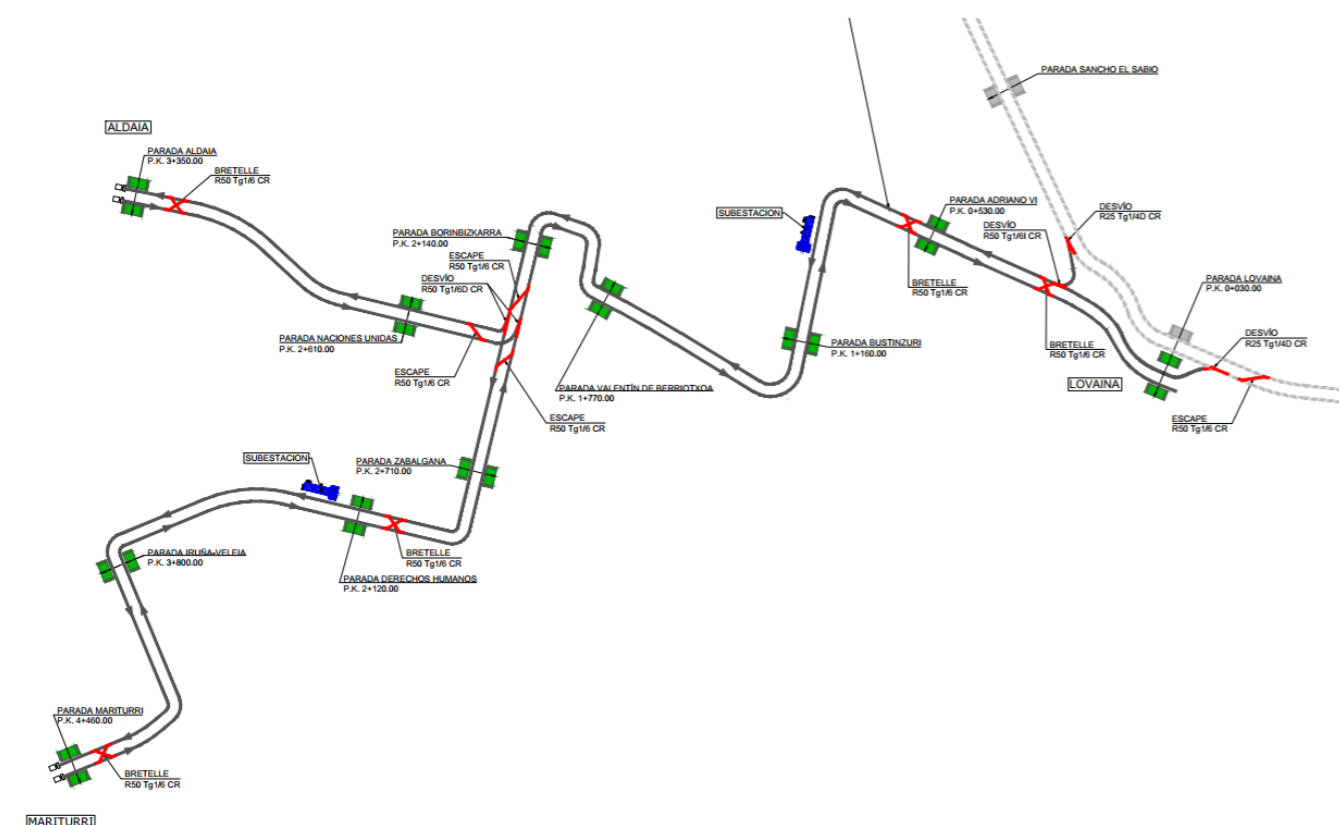 PARADA SANCHO EL SABIO
ALDAIA
PARADA ALDAIA
P.K. 3+350.00
BRETELLE
R50 Tg1/6 CR
SUBESTACION
PARADA ADRIANO VI
P.K. 0+530.00
DESVÍO
R50 Tg1/6I CR
DESVÍO
R25 Tg1/4D CR
PARADA BORINBIZKARRA
P.K. 2+140.00
ESCAPE
R50 Tg1/6 CR
DESVÍO
R50 Tg1/6D CR
BRETELLE
R50 Tg1/6 CR
PARADA LOVAINA
P.K. 0+030.00
PARADA NACIONES UNIDAS
P.K. 2+610.00
PARADA BUSTINZURI
P.K. 1+160.00
BRETELLE
R50 Tg1/6 CR
DESVÍO
R25 Tg1/4D CR
ESCAPE
R50 Tg1/6 CR
PARADA VALENTÍN DE BERRIOTXOA
P.K. 1+770.00
LOVAINA
ESCAPE
R50 Tg1/6 CR
ESCAPE
R50 Tg1/6 CR
SUBESTACION
PARADA ZABALGANA
P.K. 2+710.00
PARADA IRUÑA-VELEIA
P.K. 3+800.00
BRETELLE
R50 Tg1/6 CR
PARADA DERECHOS HUMANOS
P.K. 2+120.00
PARADA MARITURRI
P.K. 4+460.00
BRETELLE
R50 Tg1/6 CR
MARITURRI